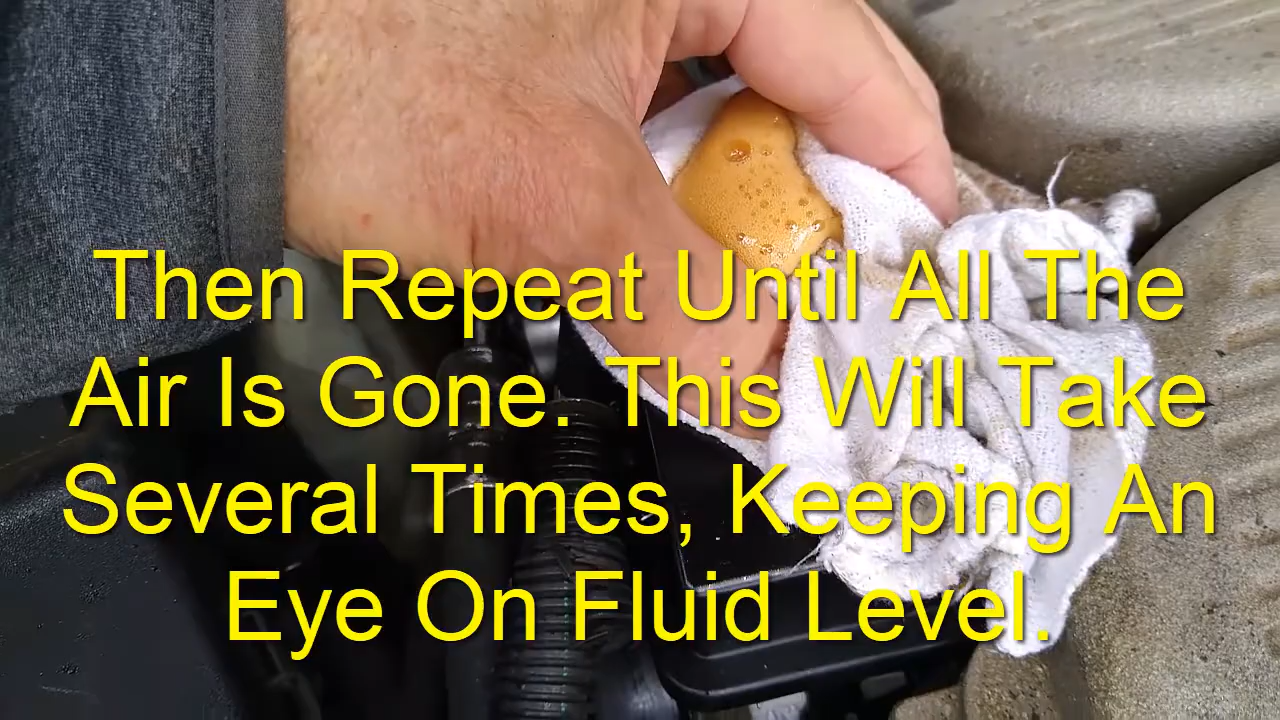 Then Repeat Until All The
Air Is Gone. This Will Take
Several Times, Keeping An
Eye On Fluid Level.